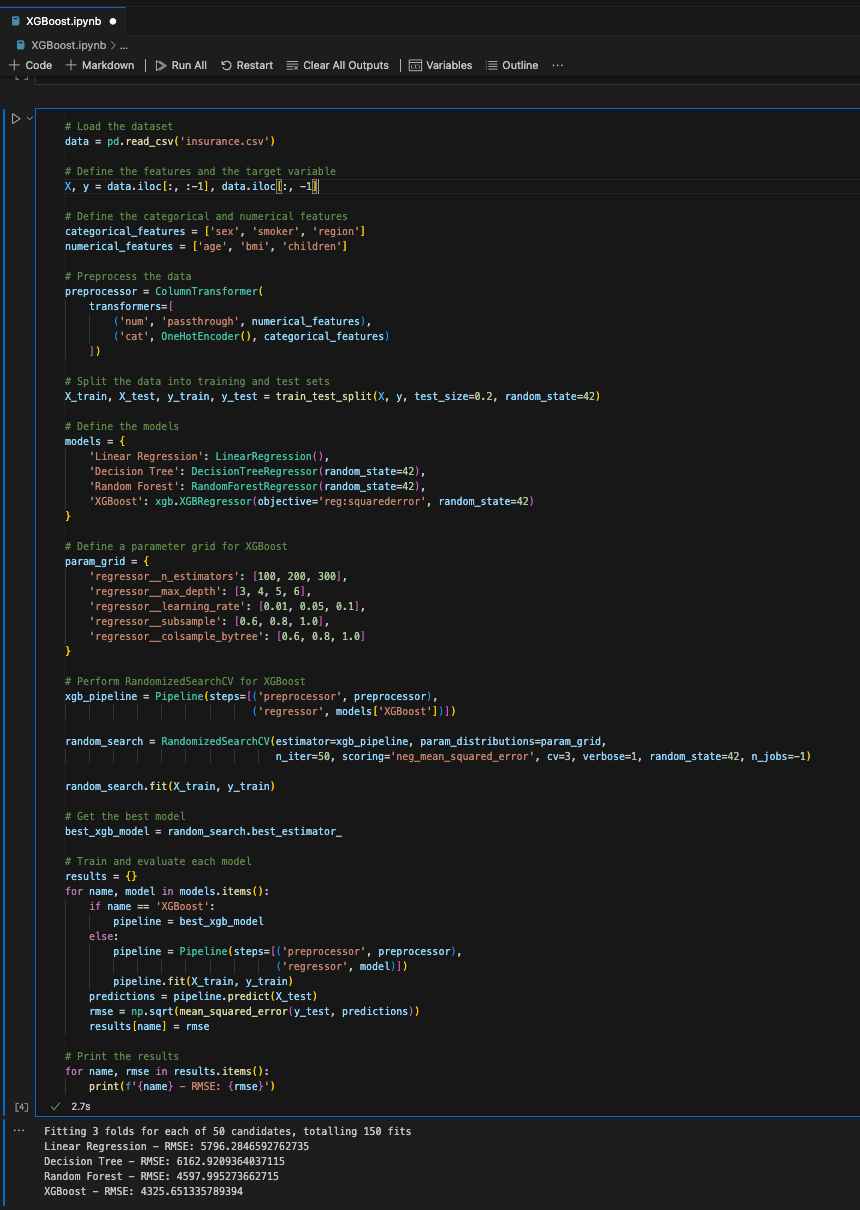 XGBoost.ipynb ●
XGBoost.ipynb > ...
+ Code + Markdown | Run All Restart Clear All Outputs | Variables Outline ...
# Load the dataset
data = pd.read_csv('insurance.csv')
# Define the features and the target variable
X, y = data.iloc[:, :-1], data.iloc[:, -1]
# Define the categorical and numerical features
categorical_features = ['sex', 'smoker', 'region']
numerical_features = ['age', 'bmi', 'children']
# Preprocess the data
preprocessor = ColumnTransformer(
    transformers=[
        ('num', 'passthrough', numerical_features),
        ('cat', OneHotEncoder(), categorical_features)
    ])
# Split the data into training and test sets
X_train, X_test, y_train, y_test = train_test_split(X, y, test_size=0.2, random_state=42)
# Define the models
models = {
    'Linear Regression': LinearRegression(),
    'Decision Tree': DecisionTreeRegressor(random_state=42),
    'Random Forest': RandomForestRegressor(random_state=42),
    'XGBoost': xgb.XGBRegressor(objective='reg:squarederror', random_state=42)
}
# Define a parameter grid for XGBoost
param_grid = {
    'regressor__n_estimators': [100, 200, 300],
    'regressor__max_depth': [3, 4, 5, 6],
    'regressor__learning_rate': [0.01, 0.05, 0.1],
    'regressor__subsample': [0.6, 0.8, 1.0],
    'regressor__colsample_bytree': [0.6, 0.8, 1.0]
}
# Perform RandomizedSearchCV for XGBoost
xgb_pipeline = Pipeline(steps=[('preprocessor', preprocessor),
                               ('regressor', models['XGBoost'])])
random_search = RandomizedSearchCV(estimator=xgb_pipeline, param_distributions=param_grid,
                                   n_iter=50, scoring='neg_mean_squared_error', cv=3, verbose=1, random_state=42, n_jobs=-1)
random_search.fit(X_train, y_train)
# Get the best model
best_xgb_model = random_search.best_estimator_
# Train and evaluate each model
results = {}
for name, model in models.items():
    if name == 'XGBoost':
        pipeline = best_xgb_model
    else:
        pipeline = Pipeline(steps=[('preprocessor', preprocessor),
                                   ('regressor', model)])
        pipeline.fit(X_train, y_train)
    predictions = pipeline.predict(X_test)
    rmse = np.sqrt(mean_squared_error(y_test, predictions))
    results[name] = rmse
# Print the results
for name, rmse in results.items():
    print(f'{name} - RMSE: {rmse}')
[4] ✓ 2.7s
... Fitting 3 folds for each of 50 candidates, totalling 150 fits
Linear Regression - RMSE: 5796.2846592762735
Decision Tree - RMSE: 6162.9209364037115
Random Forest - RMSE: 4597.995273662715
XGBoost - RMSE: 4325.651335789394